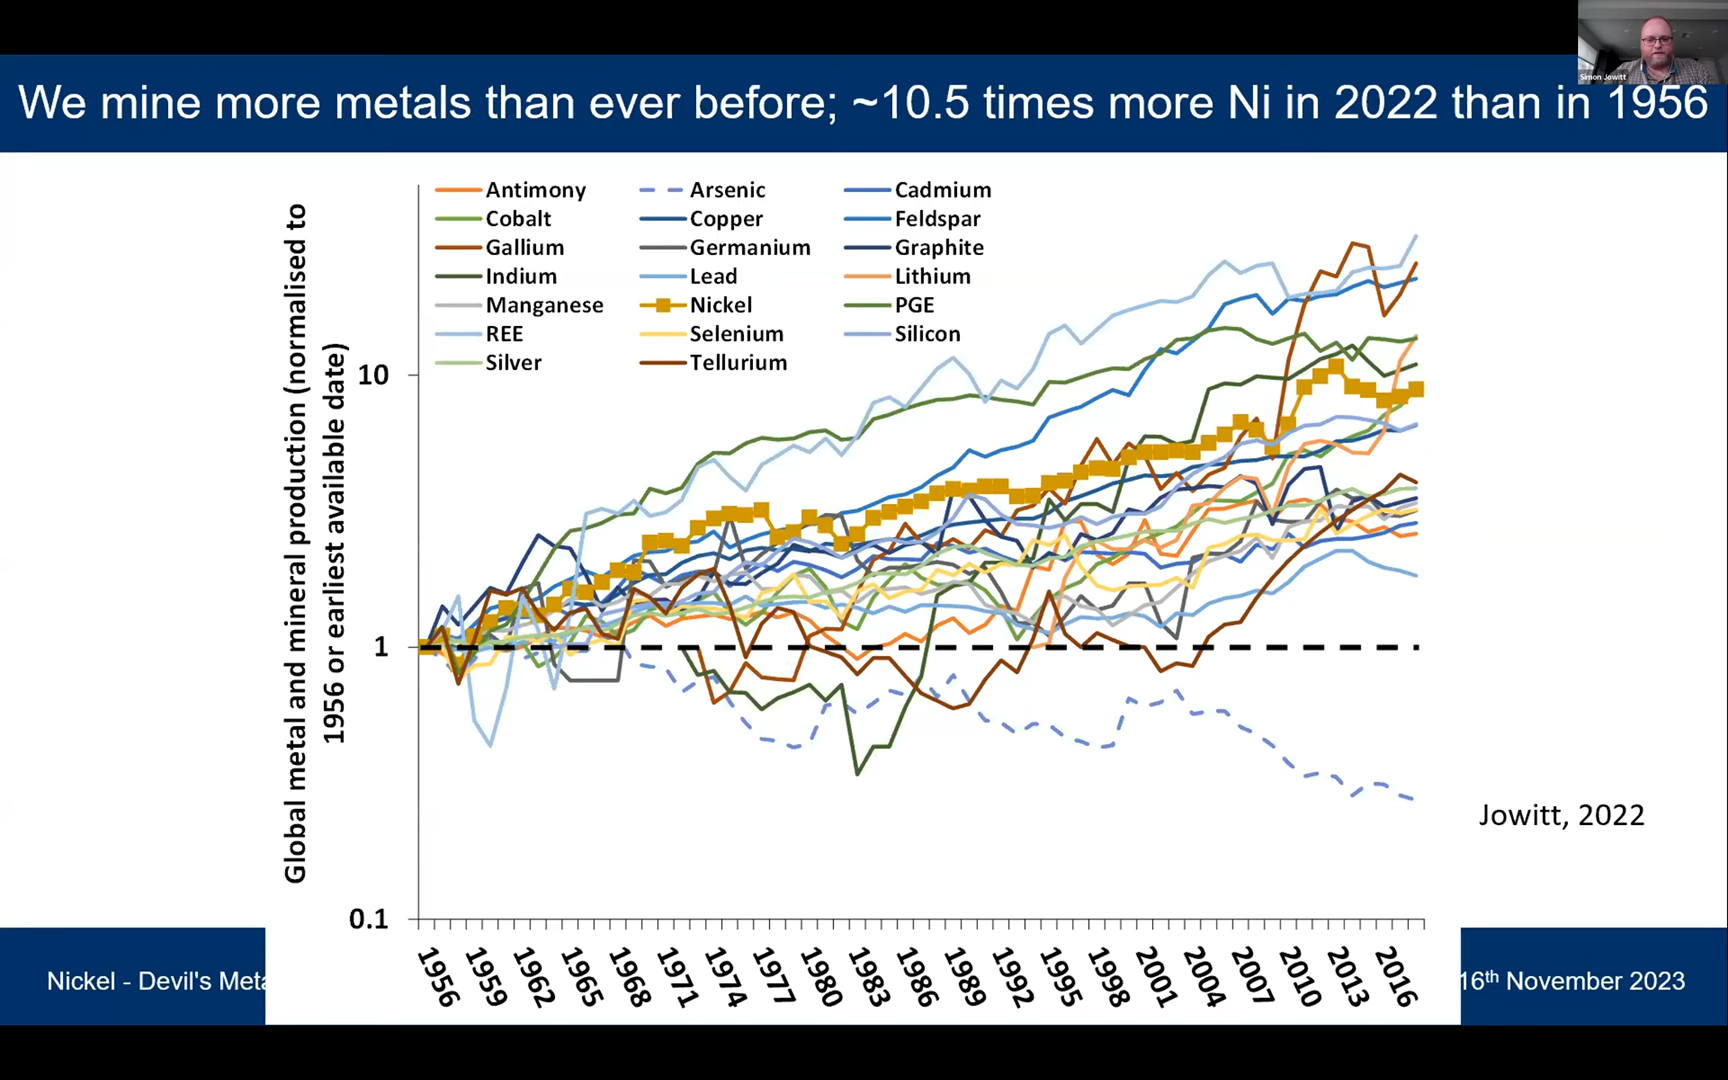 Simon Jowitt
We mine more metals than ever before; ~10.5 times more Ni in 2022 than in 1956
Global metal and mineral production (normalised to
1956 or earliest available date)
Antimony
Arsenic
Cadmium
Cobalt
Copper
Feldspar
Gallium
Germanium
Graphite
Indium
Lead
Lithium
Manganese
Nickel
PGE
REE
Selenium
Silicon
Silver
Tellurium
10
1
0.1
1956
1959
1962
1965
1968
1971
1974
1977
1980
1983
1986
1989
1992
1995
1998
2001
2004
2007
2010
2013
2016
Jowitt, 2022
Nickel - Devil's Meta
16th November 2023